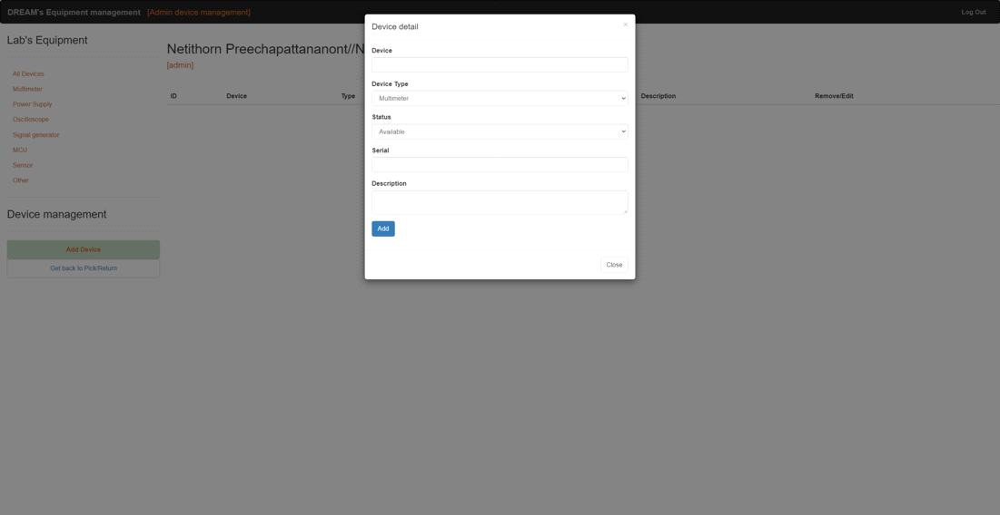 DREAM's Equipment management [Admin device management] Log Out
Lab's Equipment
All Devices
Multimeter
Power Supply
Oscilloscope
Signal generator
MCU
Sensor
Other
Device management
Add Device
Get back to Pick/Return
Netithorn Preechapattananont//N
[admin]
ID Device Type Description Remove/Edit
Device detail ×
Device
Device Type
Multimeter
Status
Available
Serial
Description
Add
Close